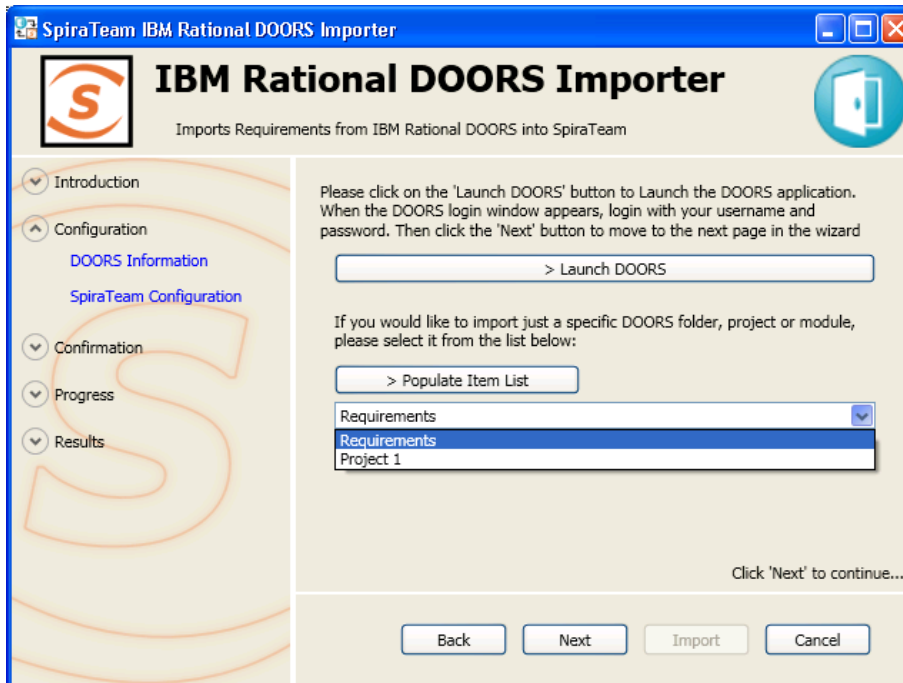 SpiraTeam IBM Rational DOORS Importer
IBM Rational DOORS Importer
Imports Requirements from IBM Rational DOORS into SpiraTeam
S
Introduction
Configuration
DOORS Information
SpiraTeam Configuration
Confirmation
Progress
Results
Please click on the 'Launch DOORS' button to Launch the DOORS application.
When the DOORS login window appears, login with your username and
password. Then click the 'Next' button to move to the next page in the wizard
> Launch DOORS
If you would like to import just a specific DOORS folder, project or module,
please select it from the list below:
> Populate Item List
Requirements
Requirements
Project 1
Click 'Next' to continue...
Back Next Import Cancel